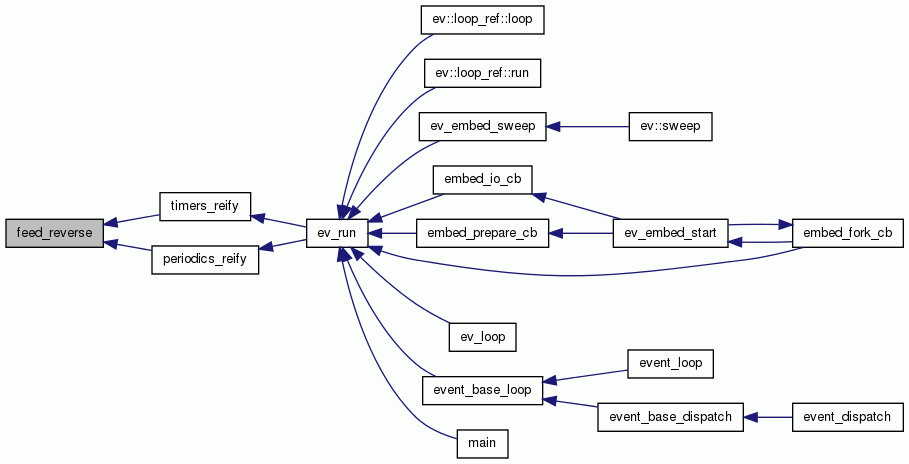 ev::loop_ref::loop
ev::loop_ref::run
ev_embed_sweep
ev::sweep
embed_io_cb
timers_reify
feed_reverse
ev_run
embed_prepare_cb
ev_embed_start
embed_fork_cb
periodics_reify
ev_loop
event_loop
event_base_loop
event_base_dispatch
event_dispatch
main